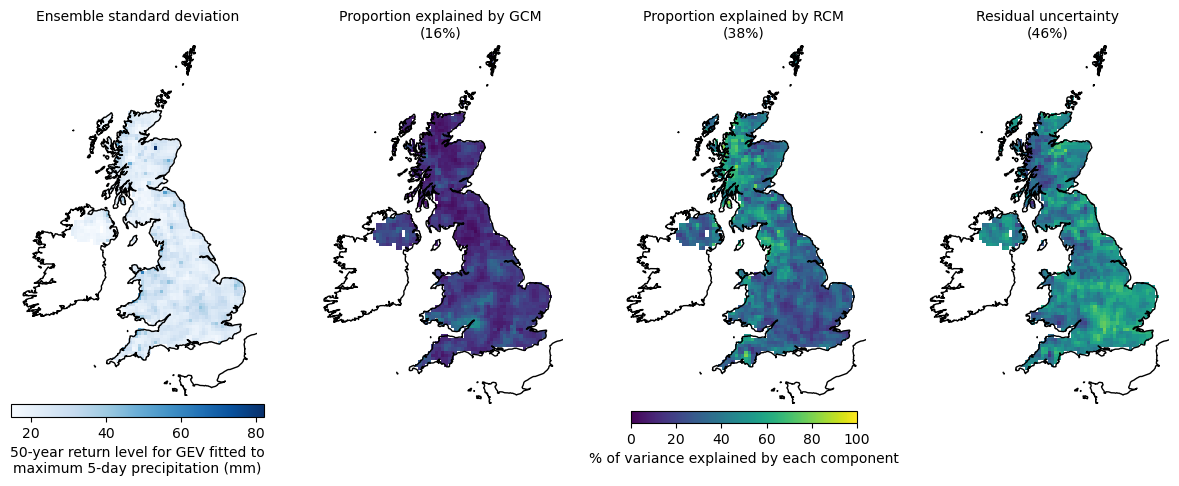 Ensemble standard deviation
Proportion explained by GCM
(16%)
Proportion explained by RCM
(38%)
Residual uncertainty
(46%)
20 40 60 80
50-year return level for GEV fitted to
maximum 5-day precipitation (mm)
0 20 40 60 80 100
% of variance explained by each component